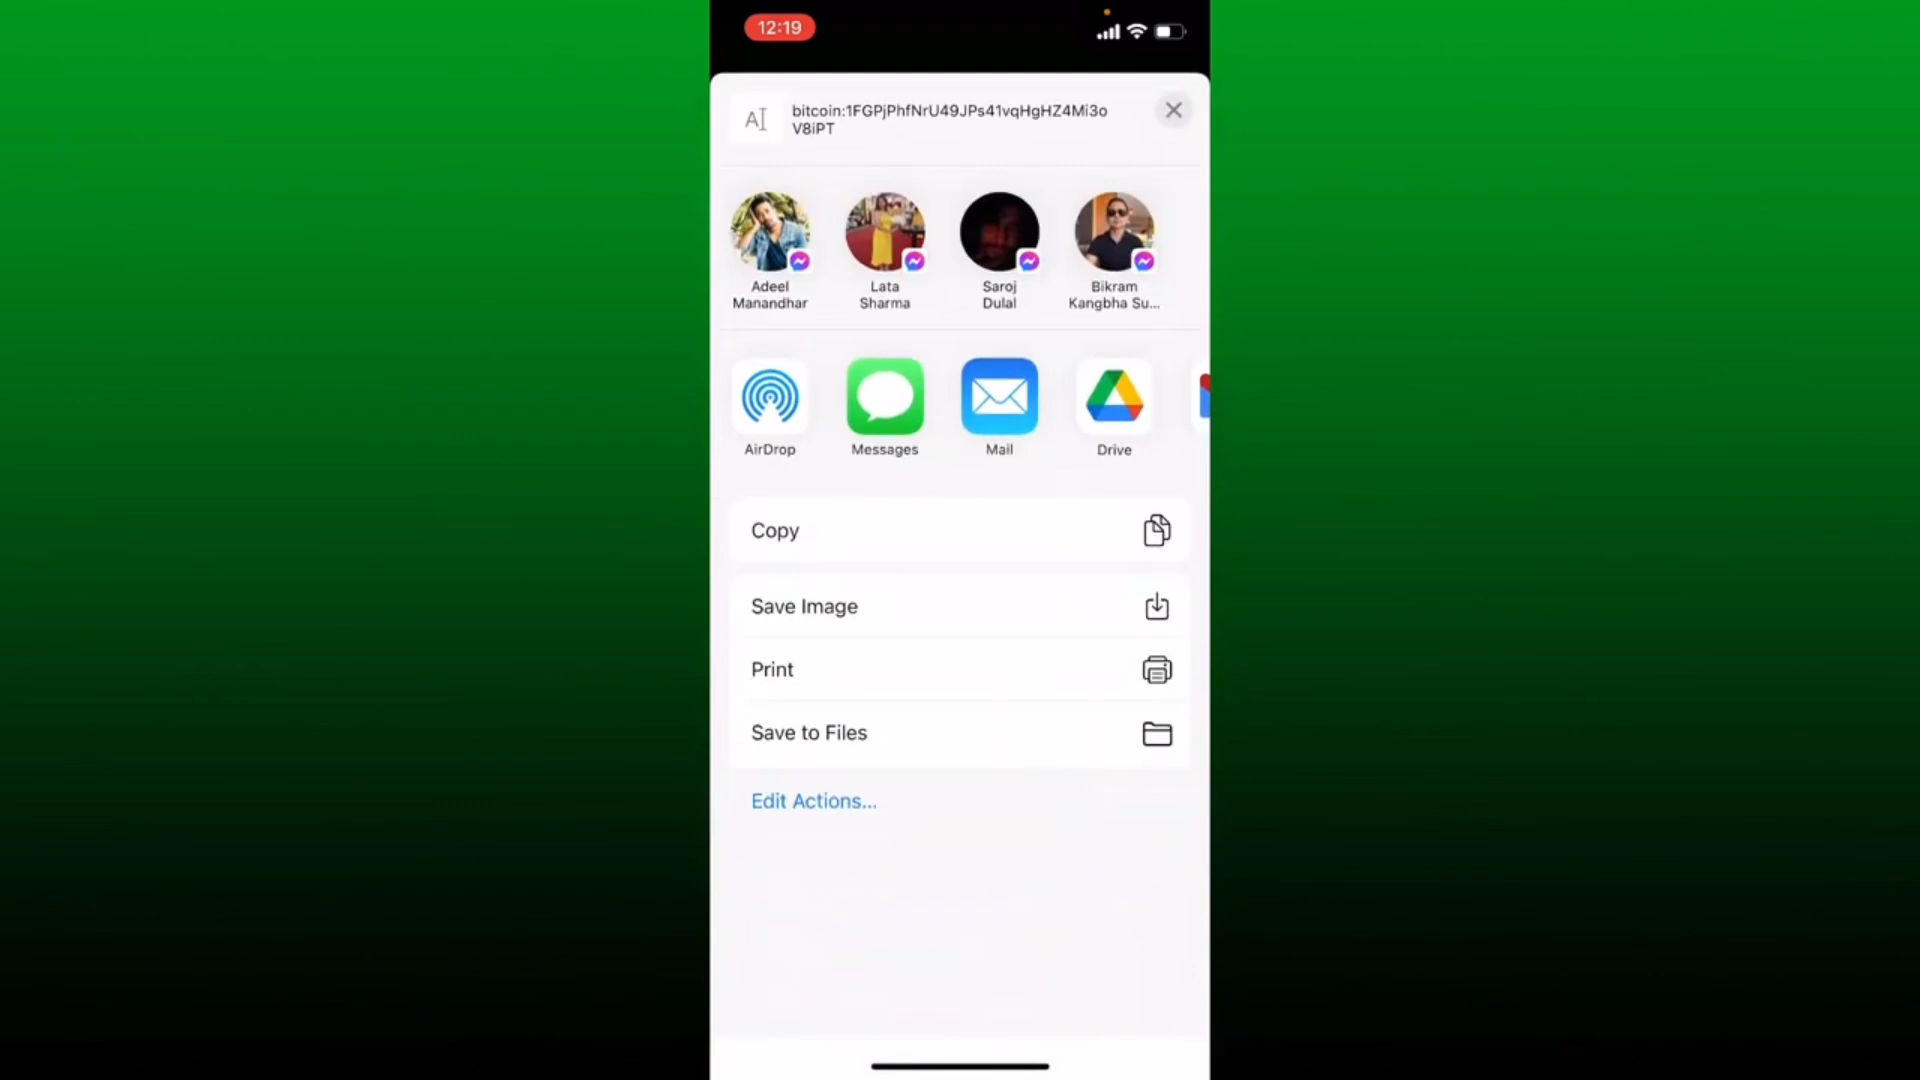 12:19
bitcoin:1FGPjPhfNrU49JPs41vqHgHZ4Mi3o
V8iPT
Adeel
Manandhar
Lata
Sharma
Saroj
Dulal
Bikram
Kangbha Su...
AirDrop
Messages
Mail
Drive
Copy
Save Image
Print
Save to Files
Edit Actions...